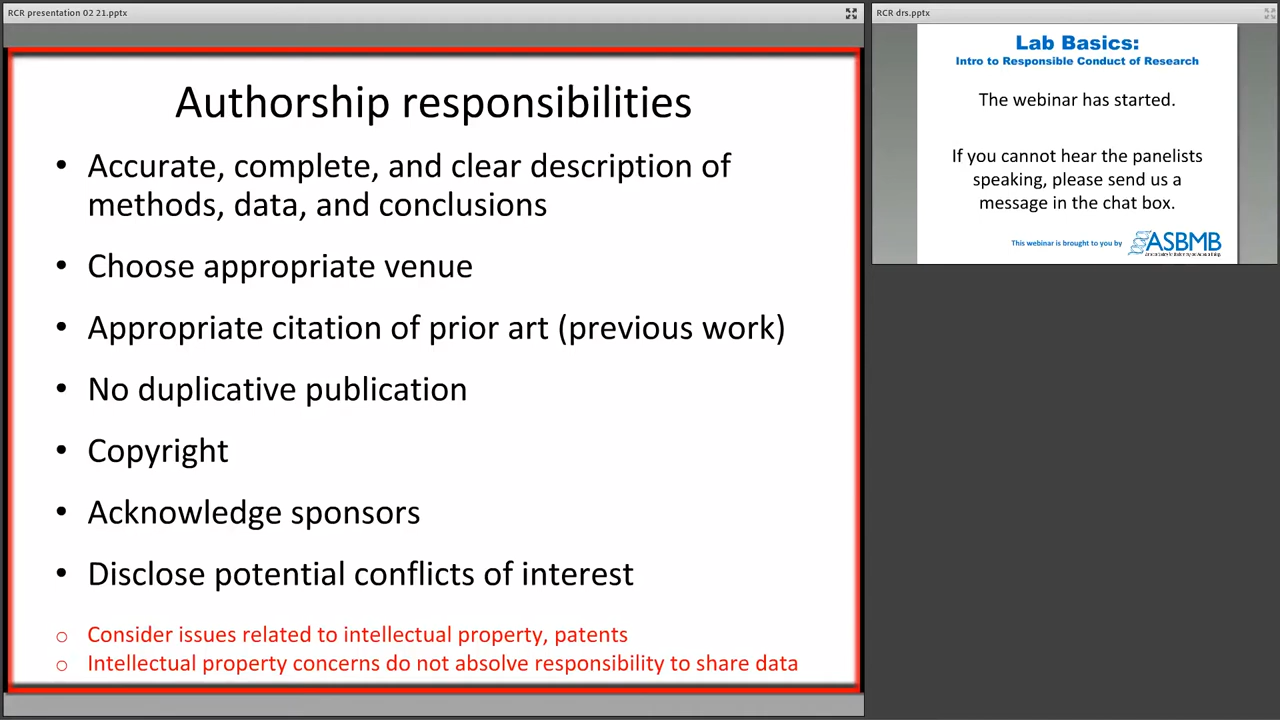 RCR presentation 02 21.pptx
Authorship responsibilities
• Accurate, complete, and clear description of
methods, data, and conclusions
• Choose appropriate venue
• Appropriate citation of prior art (previous work)
• No duplicative publication
• Copyright
• Acknowledge sponsors
• Disclose potential conflicts of interest
o Consider issues related to intellectual property, patents
o Intellectual property concerns do not absolve responsibility to share data
RCR drs.pptx
Lab Basics:
Intro to Responsible Conduct of Research
The webinar has started.
If you cannot hear the panelists
speaking, please send us a
message in the chat box.
This webinar is brought to you by
ASBMB